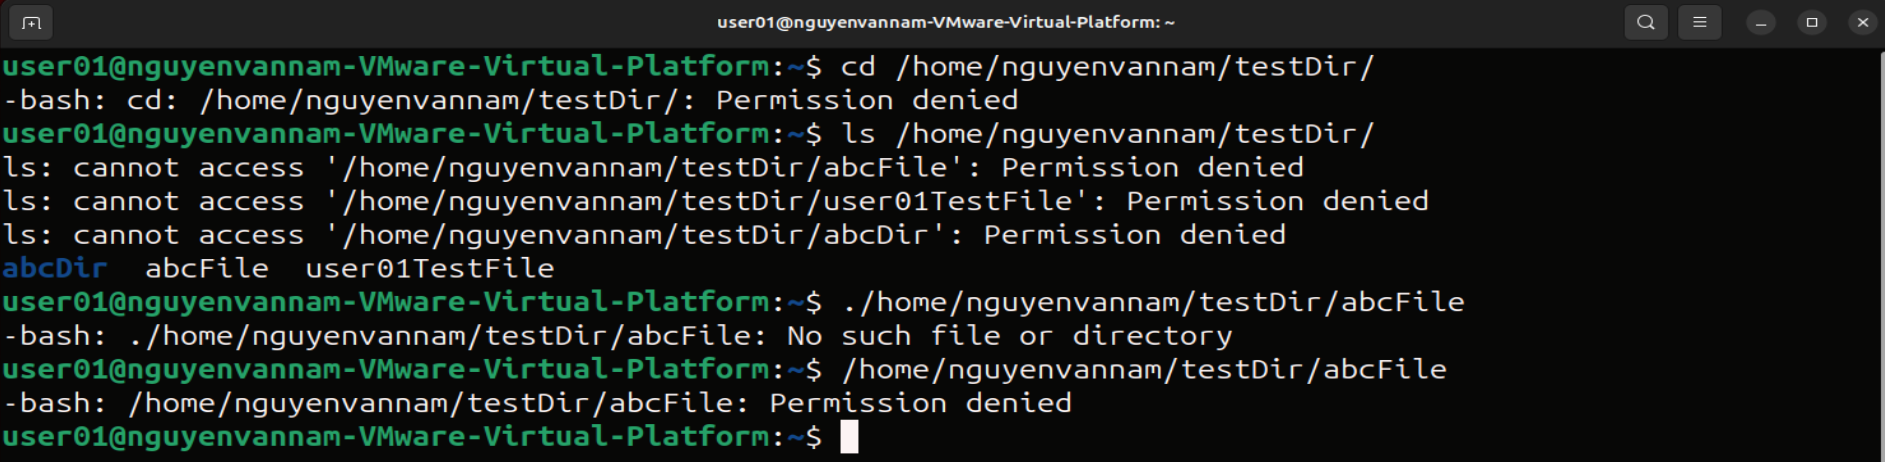 user01@nguyenvannam-VMware-Virtual-Platform: ~
user01@nguyenvannam-VMware-Virtual-Platform:~$ cd /home/nguyenvannam/testDir/
-bash: cd: /home/nguyenvannam/testDir/: Permission denied
user01@nguyenvannam-VMware-Virtual-Platform:~$ ls /home/nguyenvannam/testDir/
ls: cannot access '/home/nguyenvannam/testDir/abcFile': Permission denied
ls: cannot access '/home/nguyenvannam/testDir/user01TestFile': Permission denied
ls: cannot access '/home/nguyenvannam/testDir/abcDir': Permission denied
abcDir  abcFile  user01TestFile
user01@nguyenvannam-VMware-Virtual-Platform:~$ ./home/nguyenvannam/testDir/abcFile
-bash: ./home/nguyenvannam/testDir/abcFile: No such file or directory
user01@nguyenvannam-VMware-Virtual-Platform:~$ /home/nguyenvannam/testDir/abcFile
-bash: /home/nguyenvannam/testDir/abcFile: Permission denied
user01@nguyenvannam-VMware-Virtual-Platform:~$